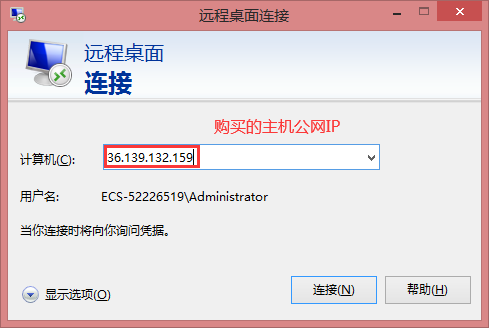 远程桌面连接
远程桌面
连接
购买的主机公网IP
计算机(C): 36.139.132.159
用户名: ECS-52226519\Administrator
当你连接时将向你询问凭据。
显示选项(O) 连接(N) 帮助(H)